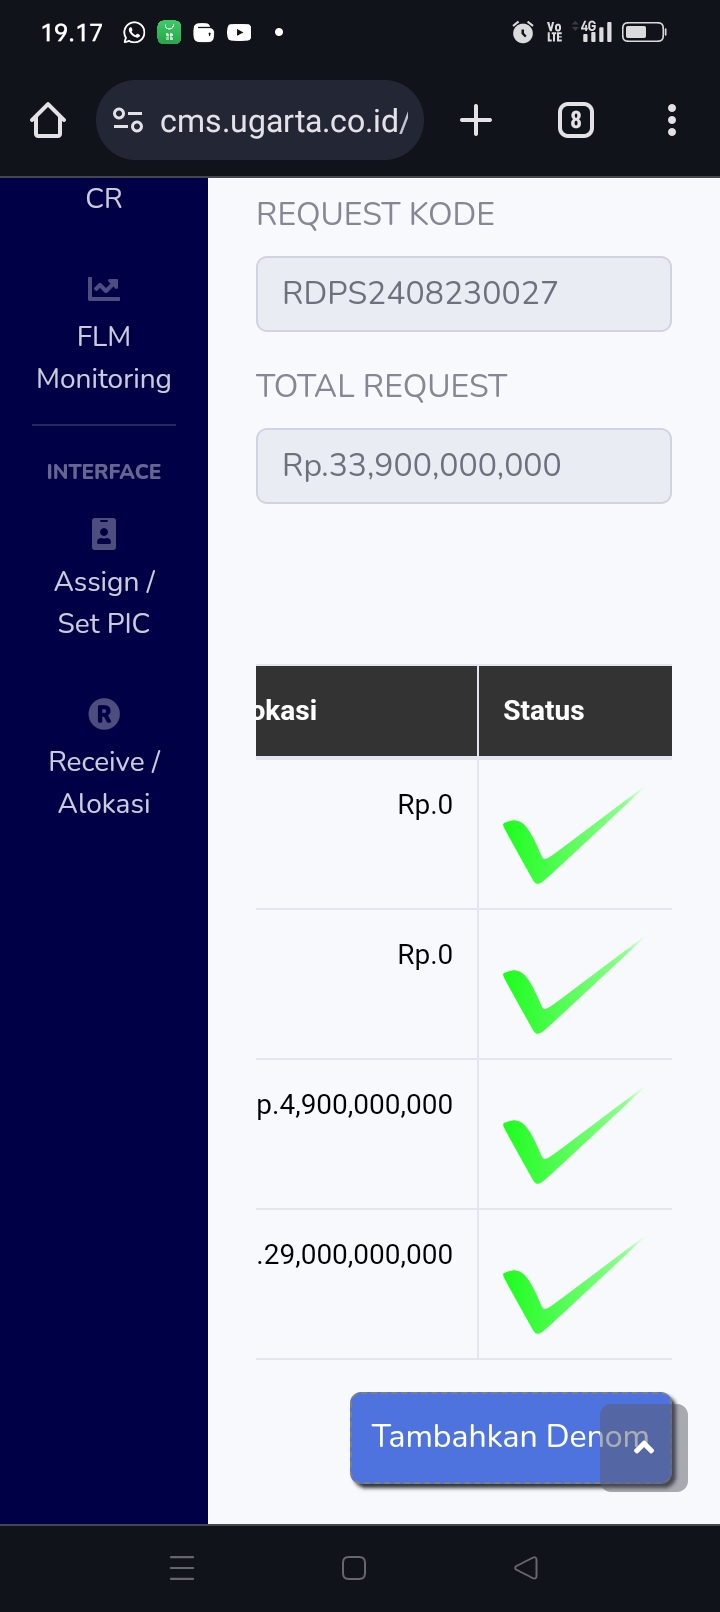 19.17
Vo
LTE
4G
cms.ugarta.co.id/
8
CR
FLM
Monitoring
INTERFACE
Assign /
Set PIC
R
Receive /
Alokasi
REQUEST KODE
RDPS2408230027
TOTAL REQUEST
Rp.33,900,000,000
okasi Status
Rp.0
Rp.0
p.4,900,000,000
.29,000,000,000
Tambahkan Denom